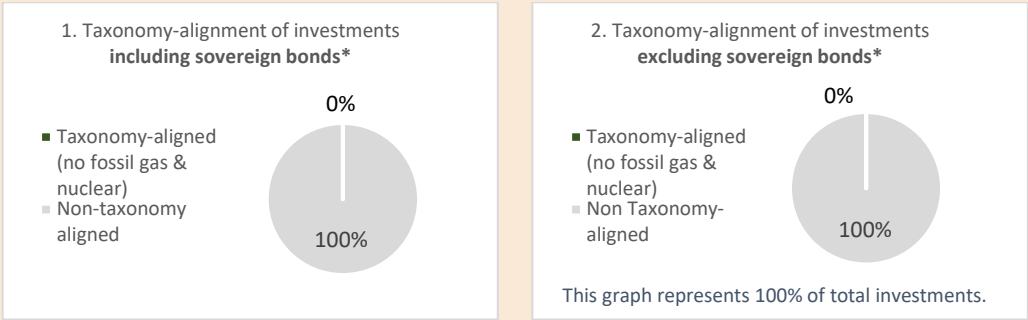 1. Taxonomy-alignment of investments
including sovereign bonds*
0%
Taxonomy-aligned
(no fossil gas &
nuclear)
Non-taxonomy
aligned
100%
2. Taxonomy-alignment of investments
excluding sovereign bonds*
0%
Taxonomy-aligned
(no fossil gas &
nuclear)
Non Taxonomy-
aligned
100%
This graph represents 100% of total investments.